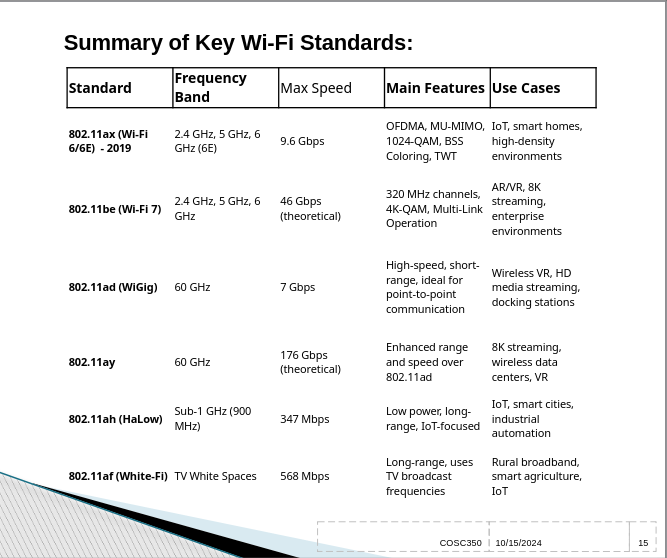 Summary of Key Wi-Fi Standards:
Standard
Frequency
Band
Max Speed
Main Features
Use Cases
802.11ax (Wi-Fi
6/6E)  - 2019
2.4 GHz, 5 GHz, 6
GHz (6E)
9.6 Gbps
OFDMA, MU-MIMO,
1024-QAM, BSS
Coloring, TWT
IoT, smart homes,
high-density
environments
802.11be (Wi-Fi 7)
2.4 GHz, 5 GHz, 6
GHz
46 Gbps
(theoretical)
320 MHz channels,
4K-QAM, Multi-Link
Operation
AR/VR, 8K
streaming,
enterprise
environments
802.11ad (WiGig)
60 GHz
7 Gbps
High-speed, short-
range, ideal for
point-to-point
communication
Wireless VR, HD
media streaming,
docking stations
802.11ay
60 GHz
176 Gbps
(theoretical)
Enhanced range
and speed over
802.11ad
8K streaming,
wireless data
centers, VR
802.11ah (HaLow)
Sub-1 GHz (900
MHz)
347 Mbps
Low power, long-
range, IoT-focused
IoT, smart cities,
industrial
automation
802.11af (White-Fi)
TV White Spaces
568 Mbps
Long-range, uses
TV broadcast
frequencies
Rural broadband,
smart agriculture,
IoT
COSC350
10/15/2024
15